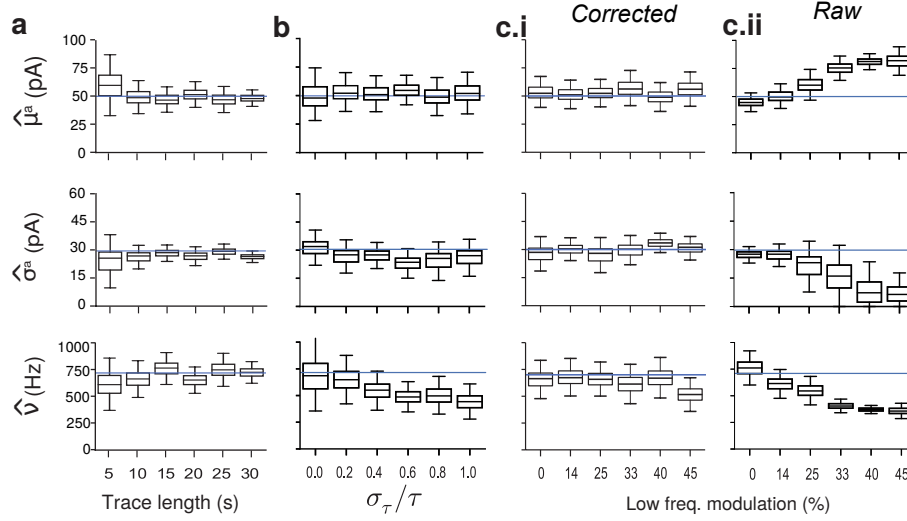 a
b
c.i
Corrected
c.ii
Raw
μ̂ᵃ (pA)
100
75
50
25
0
σ̂ᵃ (pA)
60
45
30
15
0
ν̂ (Hz)
1000
750
500
250
0
5 10 15 20 25 30
Trace length (s)
0.0 0.2 0.4 0.6 0.8 1.0
σ_τ/τ
0 14 25 33 40 45
0 14 25 33 40 45
Low freq. modulation (%)